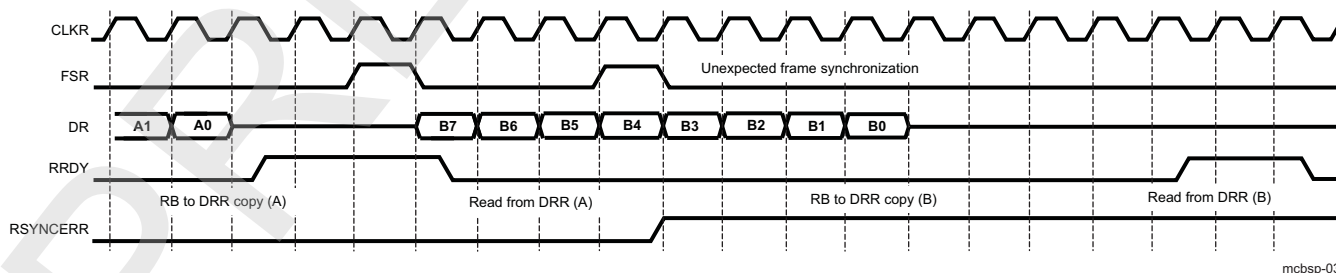 CLKR
FSR
Unexpected frame synchronization
DR A1 A0 B7 B6 B5 B4 B3 B2 B1 B0
RRDY
RB to DRR copy (A) Read from DRR (A) RB to DRR copy (B) Read from DRR (B)
RSYNCERR